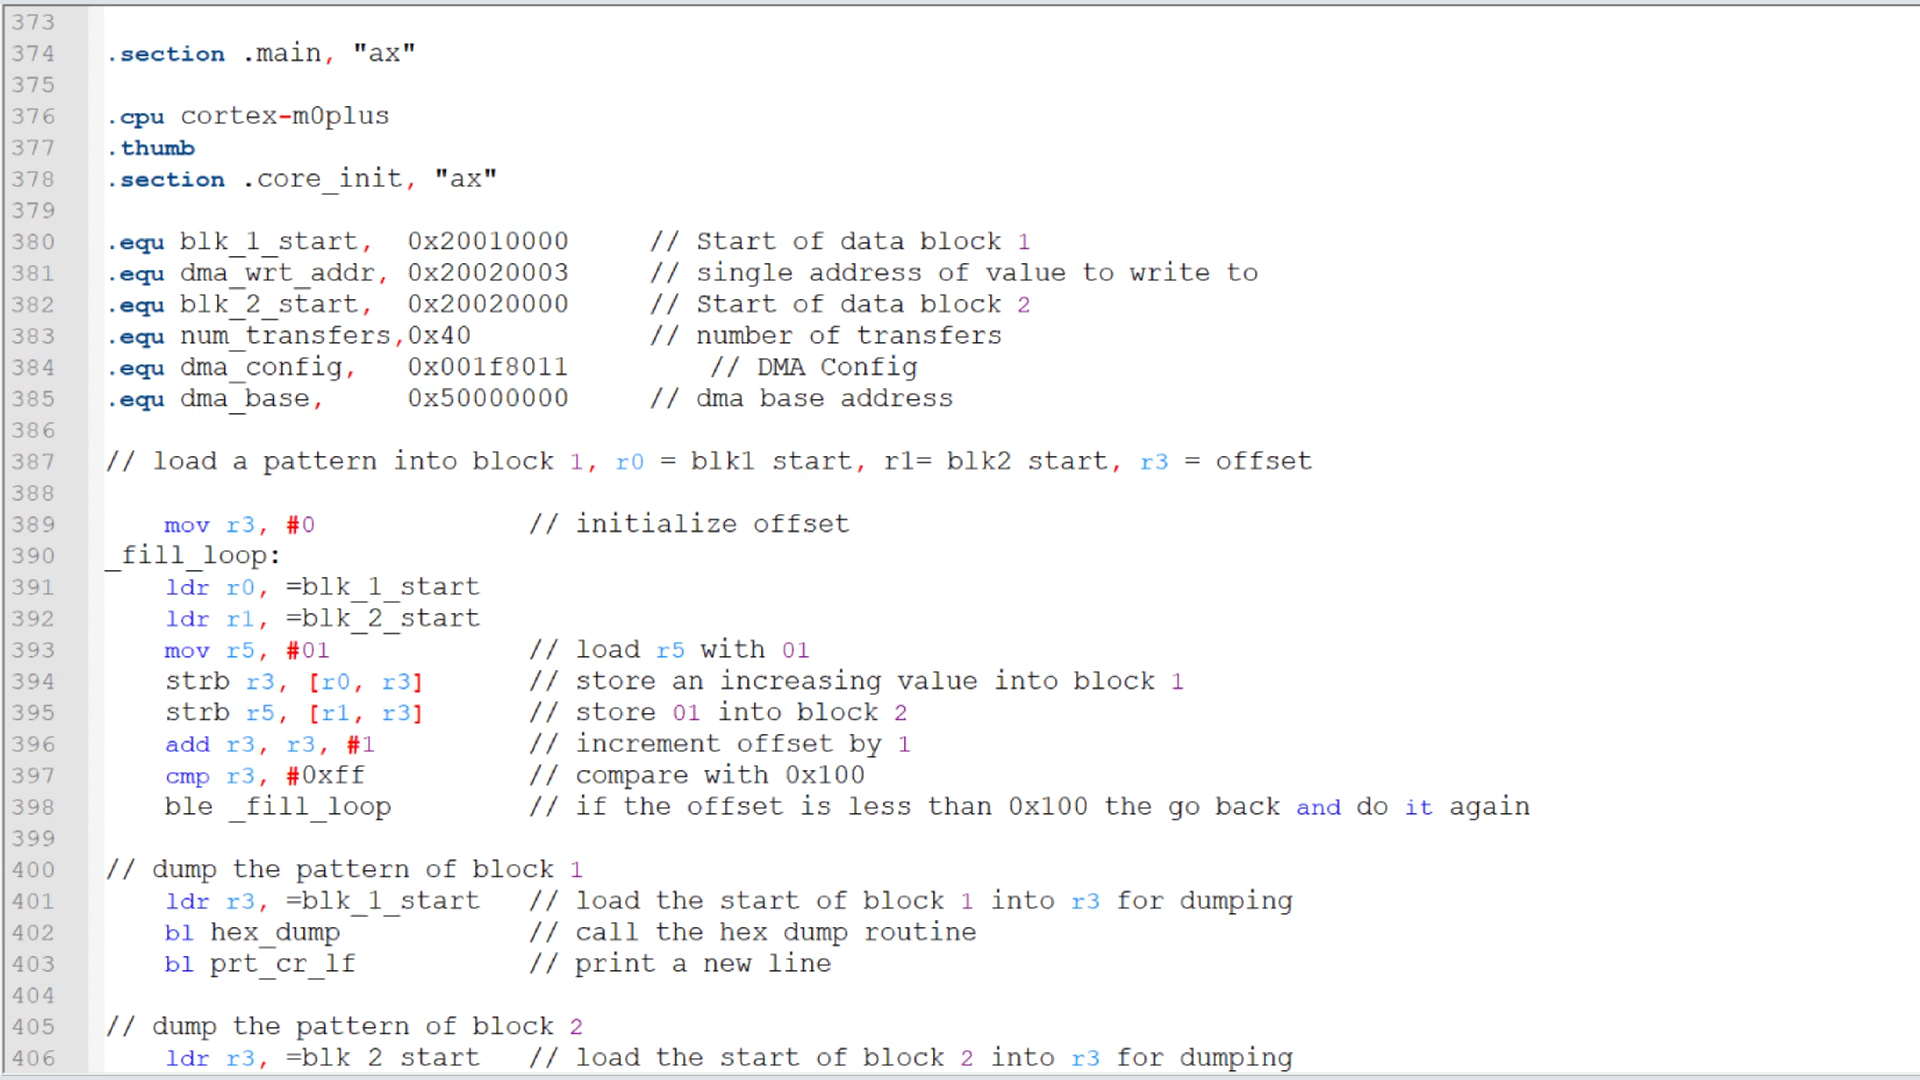 373
374 .section .main, "ax"
375
376 .cpu cortex-m0plus
377 .thumb
378 .section .core_init, "ax"
379
380 .equ blk_1_start, 0x20010000 // Start of data block 1
381 .equ dma_wrt_addr, 0x20020003 // single address of value to write to
382 .equ blk_2_start, 0x20020000 // Start of data block 2
383 .equ num_transfers,0x40 // number of transfers
384 .equ dma_config, 0x001f8011 // DMA Config
385 .equ dma_base, 0x50000000 // dma base address
386
387 // load a pattern into block 1, r0 = blk1 start, r1= blk2 start, r3 = offset
388
389 mov r3, #0 // initialize offset
390 _fill_loop:
391 ldr r0, =blk_1_start
392 ldr r1, =blk_2_start
393 mov r5, #01 // load r5 with 01
394 strb r3, [r0, r3] // store an increasing value into block 1
395 strb r5, [r1, r3] // store 01 into block 2
396 add r3, r3, #1 // increment offset by 1
397 cmp r3, #0xff // compare with 0x100
398 ble _fill_loop // if the offset is less than 0x100 the go back and do it again
399
400 // dump the pattern of block 1
401 ldr r3, =blk_1_start // load the start of block 1 into r3 for dumping
402 bl hex_dump // call the hex dump routine
403 bl prt_cr_lf // print a new line
404
405 // dump the pattern of block 2
406 ldr r3, =blk_2_start // load the start of block 2 into r3 for dumping